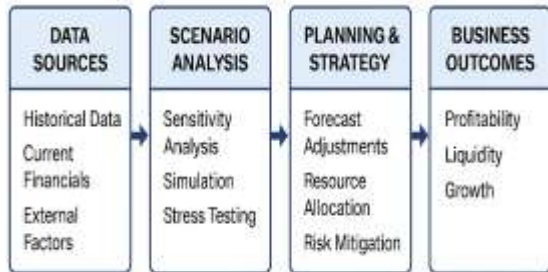 DATA
SOURCES
Historical Data
Current
Financials
External
Factors
SCENARIO
ANALYSIS
Sensitivity
Analysis
Simulation
Stress Testing
PLANNING &
STRATEGY
Forecast
Adjustments
Resource
Allocation
Risk Mitigation
BUSINESS
OUTCOMES
Profitability
Liquidity
Growth